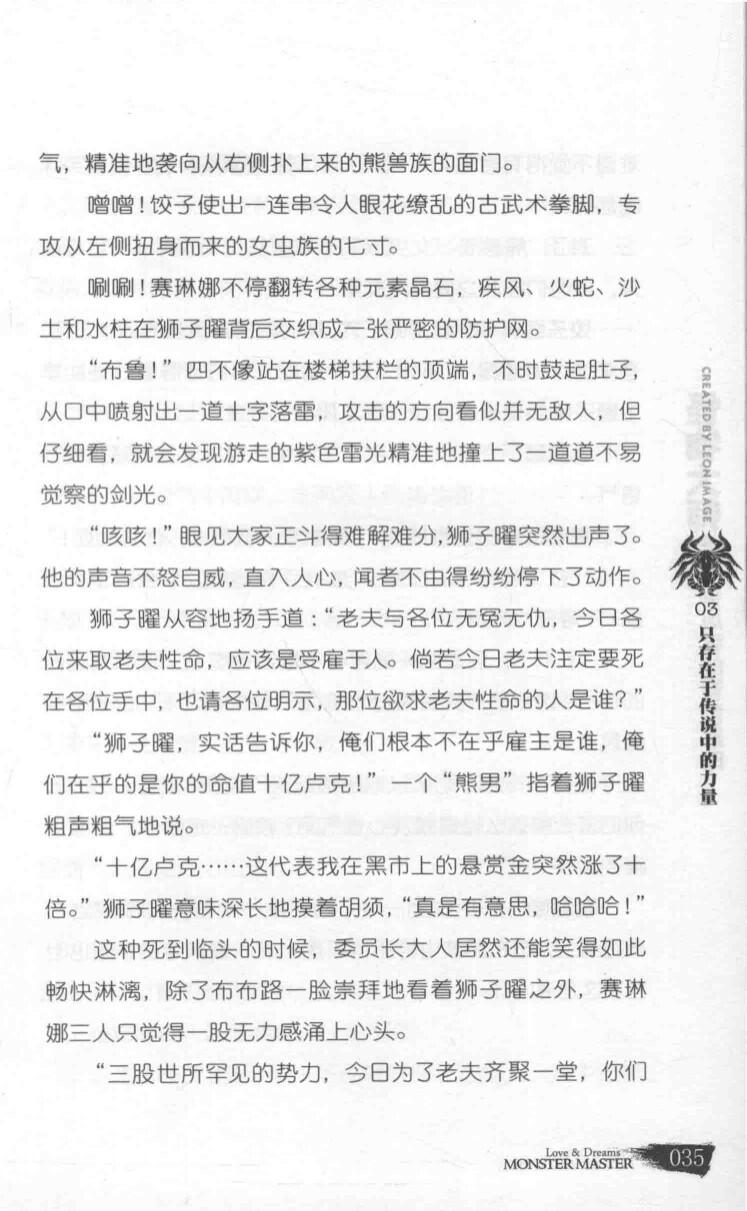 气，精准地袭向从右侧扑上来的熊兽族的面门。
噌噌！饺子使出一连串令人眼花缭乱的古武术拳脚，专
攻从左侧扭身而来的女虫族的七寸。
唰唰！赛琳娜不停翻转各种元素晶石，疾风、火蛇、沙
土和水柱在狮子曜背后交织成一张严密的防护网。
“布鲁！”四不像站在楼梯扶栏的顶端，不时鼓起肚子，
从口中喷射出一道十字落雷，攻击的方向看似并无敌人，但
仔细看，就会发现游走的紫色雷光精准地撞上了一道道不易
觉察的剑光。
“咳咳！”眼见大家正斗得难解难分，狮子曜突然出声了。
他的声音不怒自威，直入人心，闻者不由得纷纷停下了动作。
狮子曜从容地扬手道：“老夫与各位无冤无仇，今日各
位来取老夫性命，应该是受雇于人。倘若今日老夫注定要死
在各位手中，也请各位明示，那位欲求老夫性命的人是谁？”
“狮子曜，实话告诉你，俺们根本不在乎雇主是谁，俺
们在乎的是你的命值十亿卢克！”一个“熊男”指着狮子曜
粗声粗气地说。
“十亿卢克……这代表我在黑市上的悬赏金突然涨了十
倍。”狮子曜意味深长地摸着胡须，“真是有意思，哈哈哈！”
这种死到临头的时候，委员长大人居然还能笑得如此
畅快淋漓，除了布布路一脸崇拜地看着狮子曜之外，赛琳
娜三人只觉得一股无力感涌上心头。
“三股世所罕见的势力，今日为了老夫齐聚一堂，你们
CREATED BY LEON IMAGE
03 只存在于传说中的力量
Love & Dreams
MONSTER MASTER
035